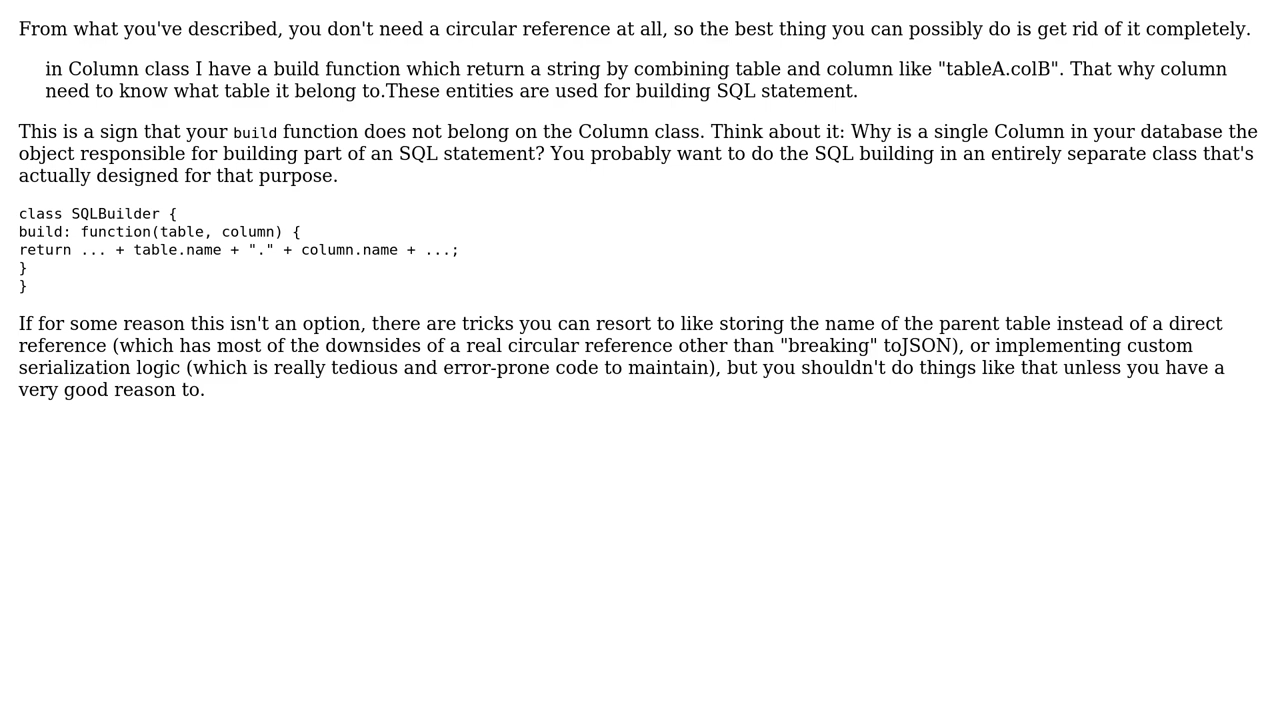 From what you've described, you don't need a circular reference at all, so the best thing you can possibly do is get rid of it completely.
in Column class I have a build function which return a string by combining table and column like "tableA.colB". That why column
need to know what table it belong to.These entities are used for building SQL statement.
This is a sign that your build function does not belong on the Column class. Think about it: Why is a single Column in your database the
object responsible for building part of an SQL statement? You probably want to do the SQL building in an entirely separate class that's
actually designed for that purpose.
class SQLBuilder {
build: function(table, column) {
return ... + table.name + "." + column.name + ...;
}
}
If for some reason this isn't an option, there are tricks you can resort to like storing the name of the parent table instead of a direct
reference (which has most of the downsides of a real circular reference other than "breaking" toJSON), or implementing custom
serialization logic (which is really tedious and error-prone code to maintain), but you shouldn't do things like that unless you have a
very good reason to.